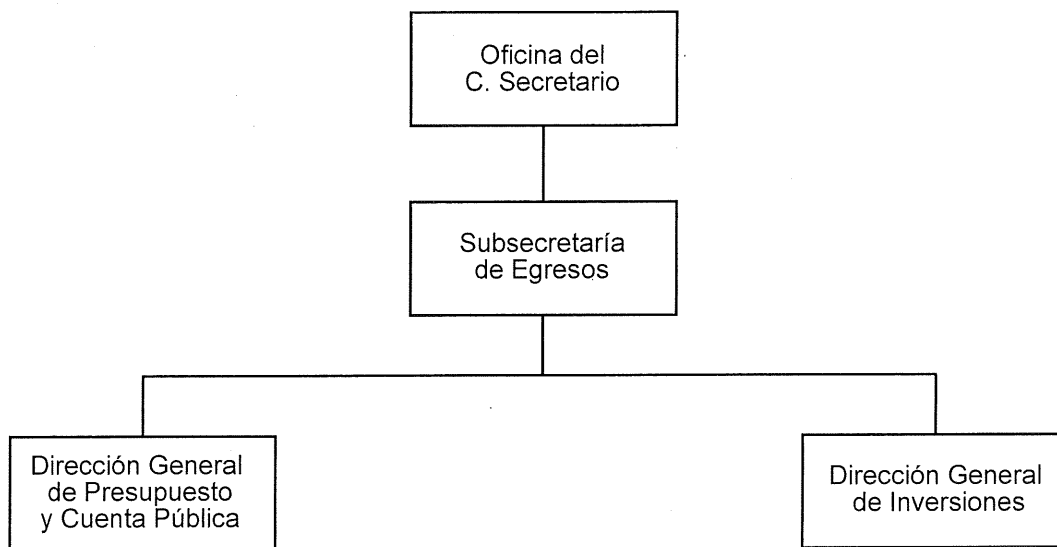 Oficina del
C. Secretario
Subsecretaría
de Egresos
Dirección General
de Presupuesto
y Cuenta Pública
Dirección General
de Inversiones